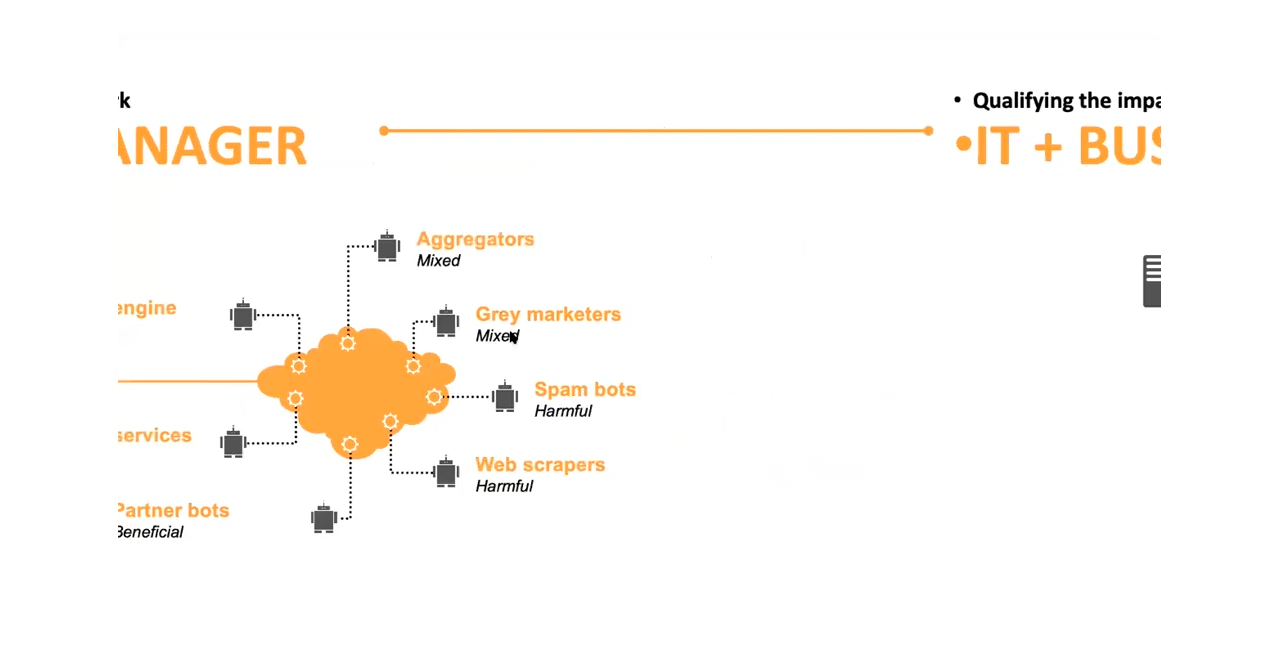 rk
ANAGER
• Qualifying the impa
•IT + BUS
Aggregators
Mixed
engine
Grey marketers
Mixed
Spam bots
Harmful
services
Web scrapers
Harmful
Partner bots
Beneficial